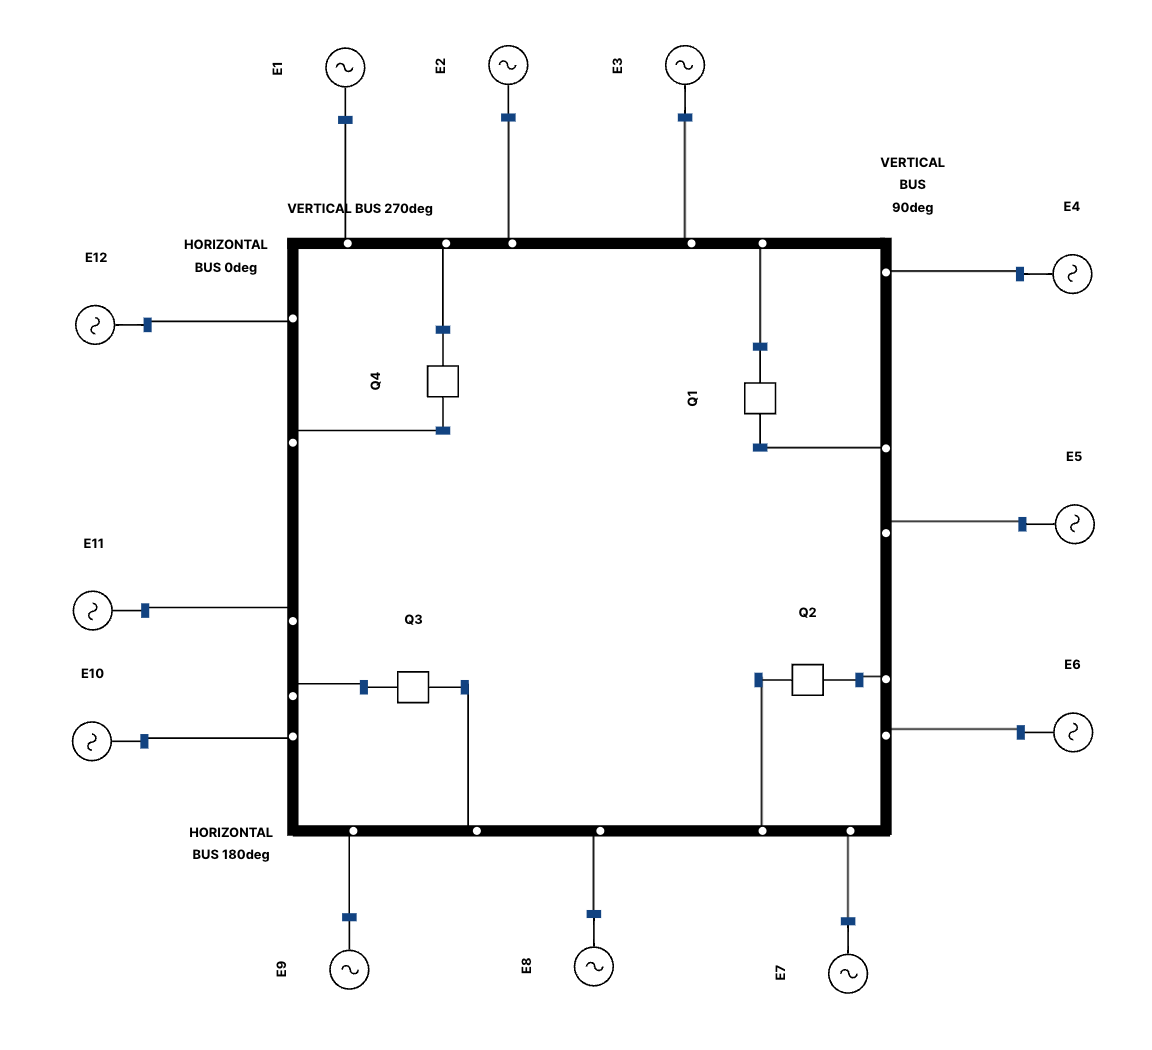 E1
E2
E3
VERTICAL
BUS
90deg
E4
VERTICAL BUS 270deg
HORIZONTAL
BUS 0deg
E12
Q4
Q1
E5
E11
Q3
Q2
E10
E6
HORIZONTAL
BUS 180deg
E9
E8
E7